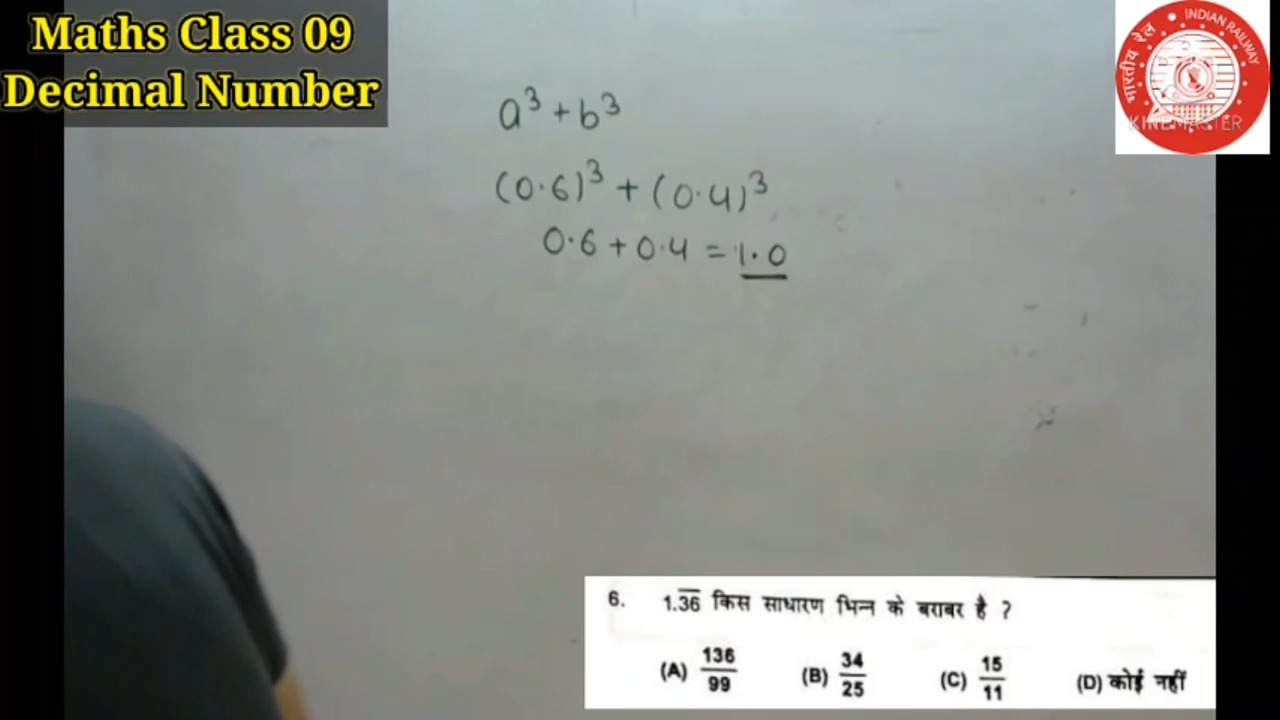 Maths Class 09
Decimal Number
भारतीय रेल INDIAN RAILWAY
KINEMASTER
a³ + b³
(0.6)³ + (0.4)³
0.6 + 0.4 = 1.0
6. 1.3̅6̅ किस साधारण भिन्न के बराबर है ?
(A) 136/99 (B) 34/25 (C) 15/11 (D) कोई नहीं